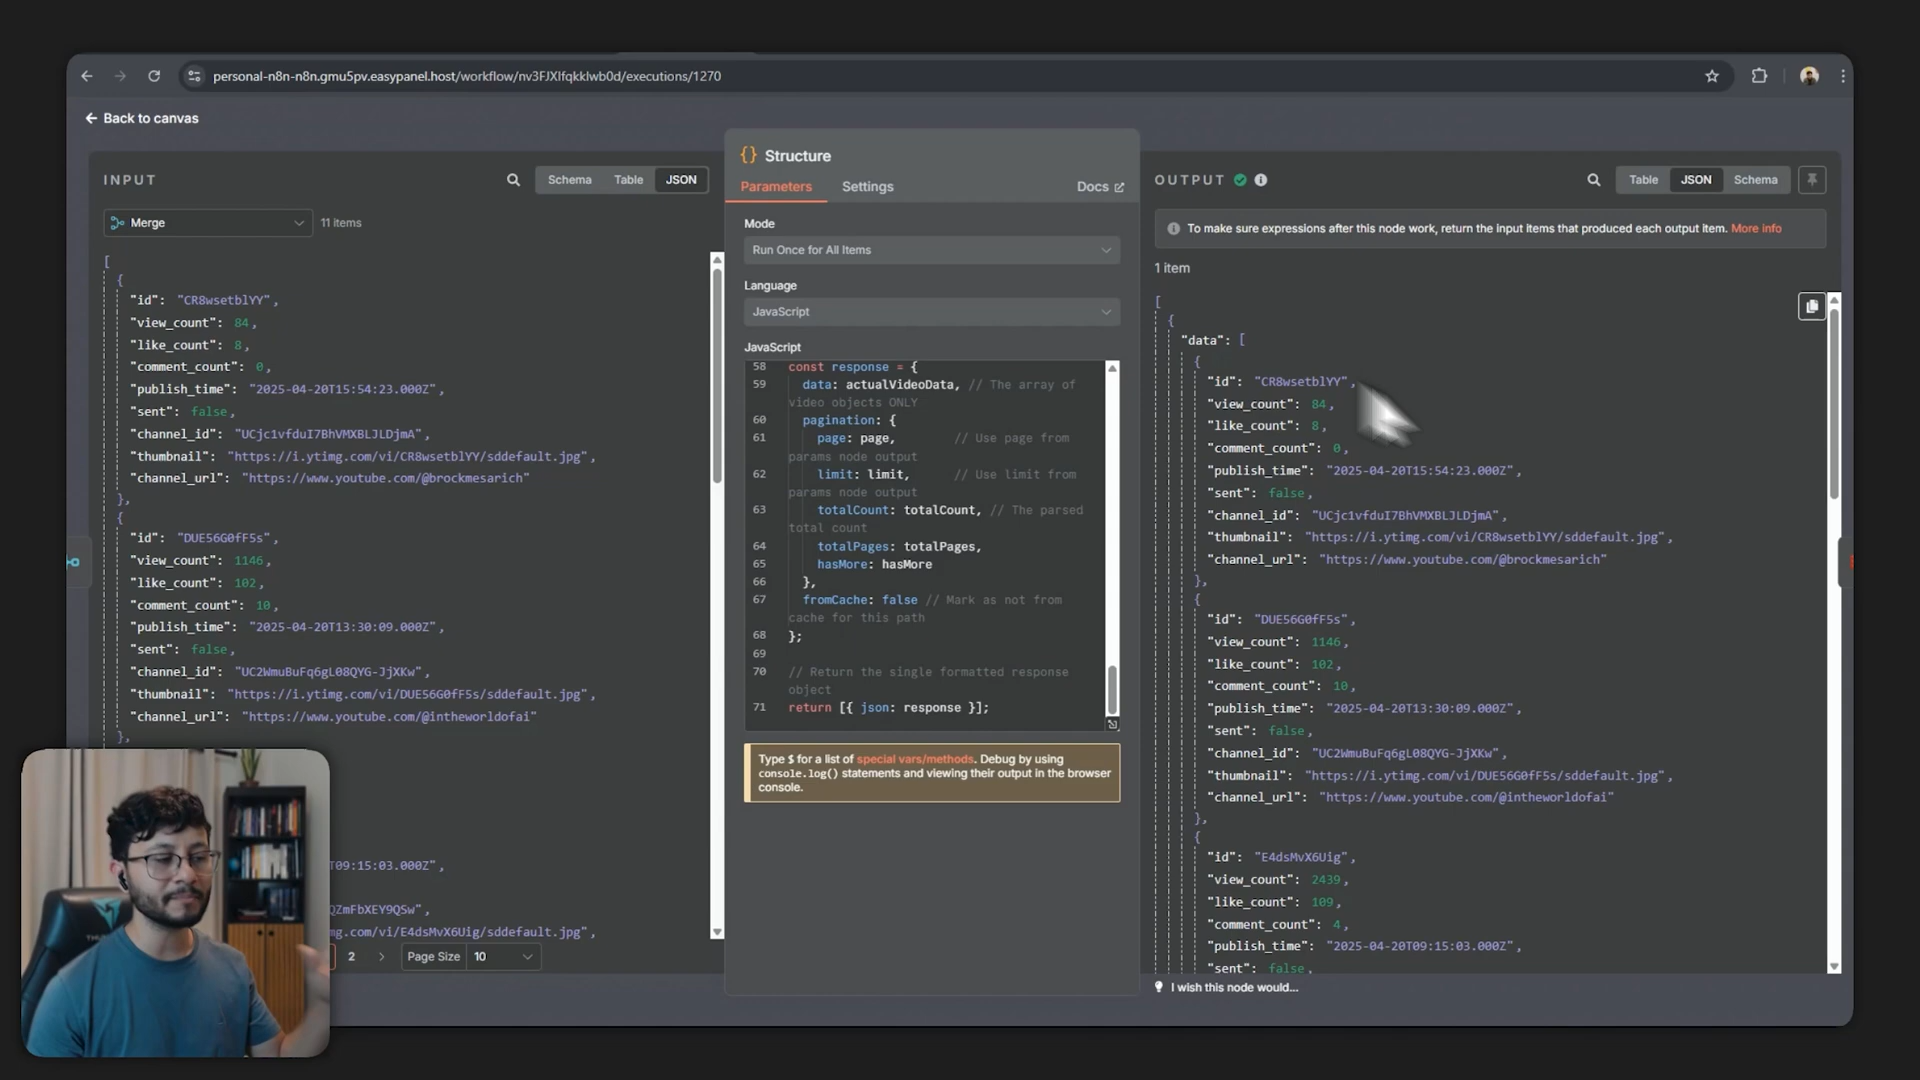 personal-n8n-n8n.gmu5pv.easypanel.host/workflow/nv3FJXlfqkklwb0d/executions/1270
Back to canvas
INPUT
Schema
Table
JSON
Merge
11 items
[
{
"id": "CR8wsetblYY",
"view_count": 84,
"like_count": 8,
"comment_count": 0,
"publish_time": "2025-04-20T15:54:23.000Z",
"sent": false,
"channel_id": "UCjc1vfduI7BhVMXBLJLDjmA",
"thumbnail": "https://i.ytimg.com/vi/CR8wsetblYY/sddefault.jpg",
"channel_url": "https://www.youtube.com/@brockmesarich"
},
{
"id": "DUE56G0fF5s",
"view_count": 1146,
"like_count": 102,
"comment_count": 10,
"publish_time": "2025-04-20T13:30:09.000Z",
"sent": false,
"channel_id": "UC2WmuBuFq6gL08QYG-JjXKw",
"thumbnail": "https://i.ytimg.com/vi/DUE56G0fF5s/sddefault.jpg",
"channel_url": "https://www.youtube.com/@intheworldofai"
},
T09:15:03.000Z",
QZmFbXEY9QSw",
mg.com/vi/E4dsMvX6Uig/sddefault.jpg",
2
Page Size
10
{} Structure
Parameters
Settings
Docs
Mode
Run Once for All Items
Language
JavaScript
JavaScript
58 const response = {
59 data: actualVideoData, // The array of
video objects ONLY
60 pagination: {
61 page: page, // Use page from
params node output
62 limit: limit, // Use limit from
params node output
63 totalCount: totalCount, // The parsed
total count
64 totalPages: totalPages,
65 hasMore: hasMore
66 },
67 fromCache: false // Mark as not from
cache for this path
68 };
69
70 // Return the single formatted response
object
71 return [{ json: response }];
Type $ for a list of special vars/methods. Debug by using
console.log() statements and viewing their output in the browser
console.
OUTPUT
Table
JSON
Schema
To make sure expressions after this node work, return the input items that produced each output item. More info
1 item
[
{
"data": [
{
"id": "CR8wsetblYY",
"view_count": 84,
"like_count": 8,
"comment_count": 0,
"publish_time": "2025-04-20T15:54:23.000Z",
"sent": false,
"channel_id": "UCjc1vfduI7BhVMXBLJLDjmA",
"thumbnail": "https://i.ytimg.com/vi/CR8wsetblYY/sddefault.jpg",
"channel_url": "https://www.youtube.com/@brockmesarich"
},
{
"id": "DUE56G0fF5s",
"view_count": 1146,
"like_count": 102,
"comment_count": 10,
"publish_time": "2025-04-20T13:30:09.000Z",
"sent": false,
"channel_id": "UC2WmuBuFq6gL08QYG-JjXKw",
"thumbnail": "https://i.ytimg.com/vi/DUE56G0fF5s/sddefault.jpg",
"channel_url": "https://www.youtube.com/@intheworldofai"
},
{
"id": "E4dsMvX6Uig",
"view_count": 2439,
"like_count": 109,
"comment_count": 4,
"publish_time": "2025-04-20T09:15:03.000Z",
"sent": false,
I wish this node would...